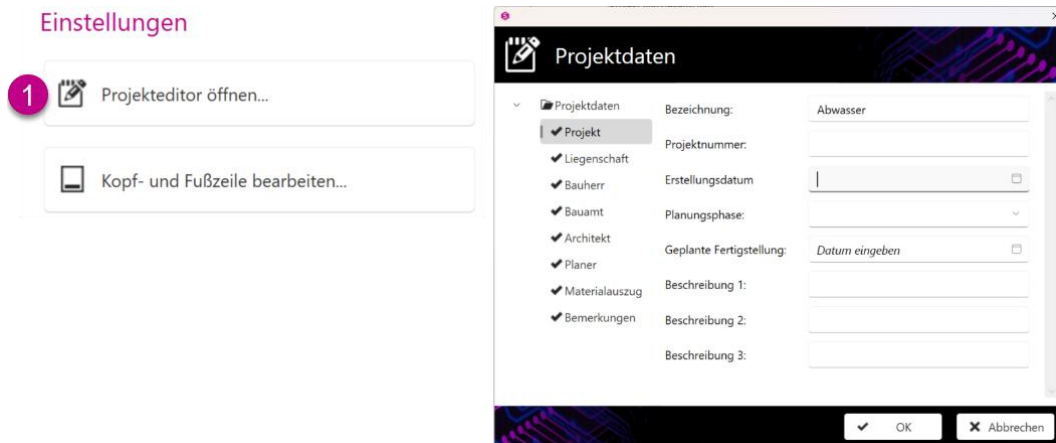 Einstellungen
1
Projekteditor öffnen...
Kopf- und Fußzeile bearbeiten...
Projektdaten
Projektdaten
Projekt
Liegenschaft
Bauherr
Bauamt
Architekt
Planer
Materialauszug
Bemerkungen
Bezeichnung: Abwasser
Projektnummer:
Erstellungsdatum
Planungsphase:
Geplante Fertigstellung: Datum eingeben
Beschreibung 1:
Beschreibung 2:
Beschreibung 3:
OK
Abbrechen